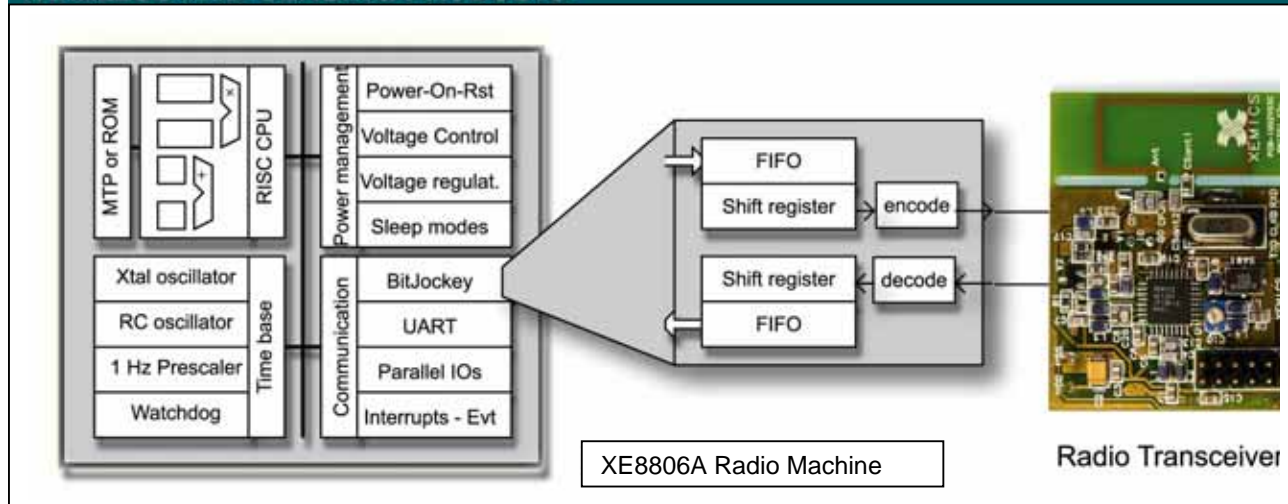 MTP or ROM
RISC CPU
Power management
Power-On-Rst
Voltage Control
Voltage regulat.
Sleep modes
Xtal oscillator
RC oscillator
1 Hz Prescaler
Watchdog
Time base
Communication
BitJockey
UART
Parallel IOs
Interrupts - Evt
FIFO
Shift register
encode
Shift register
decode
FIFO
XE8806A Radio Machine
XEMICS
Ant
Radio Transceiver